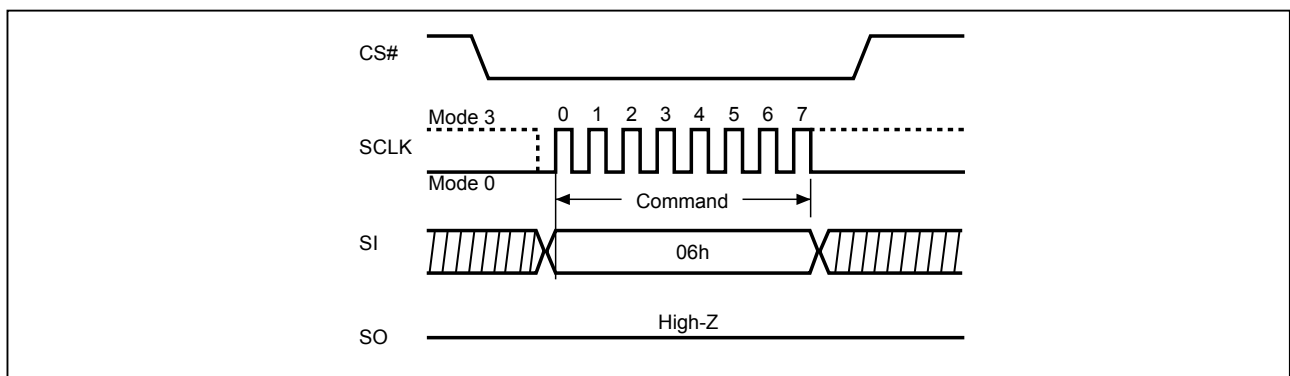 CS#
Mode 3 0 1 2 3 4 5 6 7
SCLK
Mode 0
Command
SI 06h
High-Z
SO